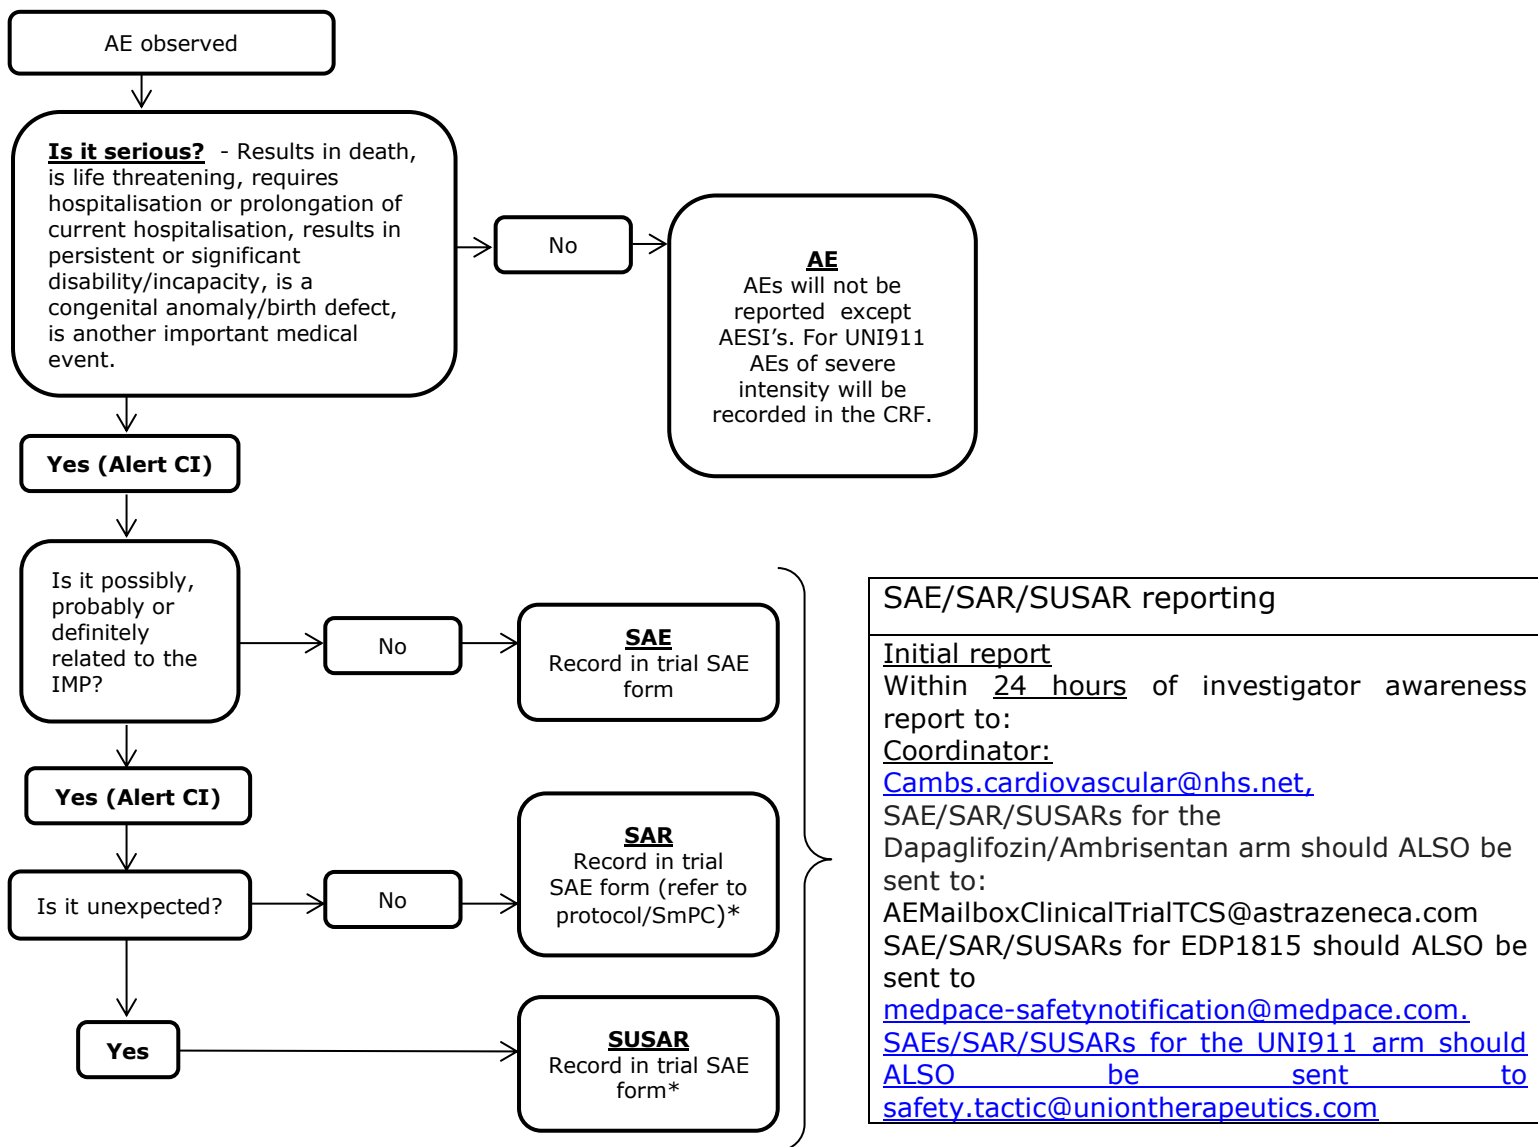 AE observed
Is it serious? - Results in death,
is life threatening, requires
hospitalisation or prolongation of
current hospitalisation, results in
persistent or significant
disability/incapacity, is a
congenital anomaly/birth defect,
is another important medical
event.
No
AE
AEs will not be
reported except
AESI's. For UNI911
AEs of severe
intensity will be
recorded in the CRF.
Yes (Alert CI)
Is it possibly,
probably or
definitely
related to the
IMP?
No
SAE
Record in trial SAE
form
Yes (Alert CI)
Is it unexpected?
No
SAR
Record in trial
SAE form (refer to
protocol/SmPC)*
Yes
SUSAR
Record in trial SAE
form*
SAE/SAR/SUSAR reporting
Initial report
Within 24 hours of investigator awareness
report to:
Coordinator:
Cambs.cardiovascular@nhs.net,
SAE/SAR/SUSARs for the
Dapaglifozin/Ambrisentan arm should ALSO be
sent to:
AEMailboxClinicalTrialTCS@astrazeneca.com
SAE/SAR/SUSARs for EDP1815 should ALSO be
sent to
medpace-safetynotification@medpace.com.
SAEs/SAR/SUSARs for the UNI911 arm should
ALSO be sent to
safety.tactic@uniontherapeutics.com